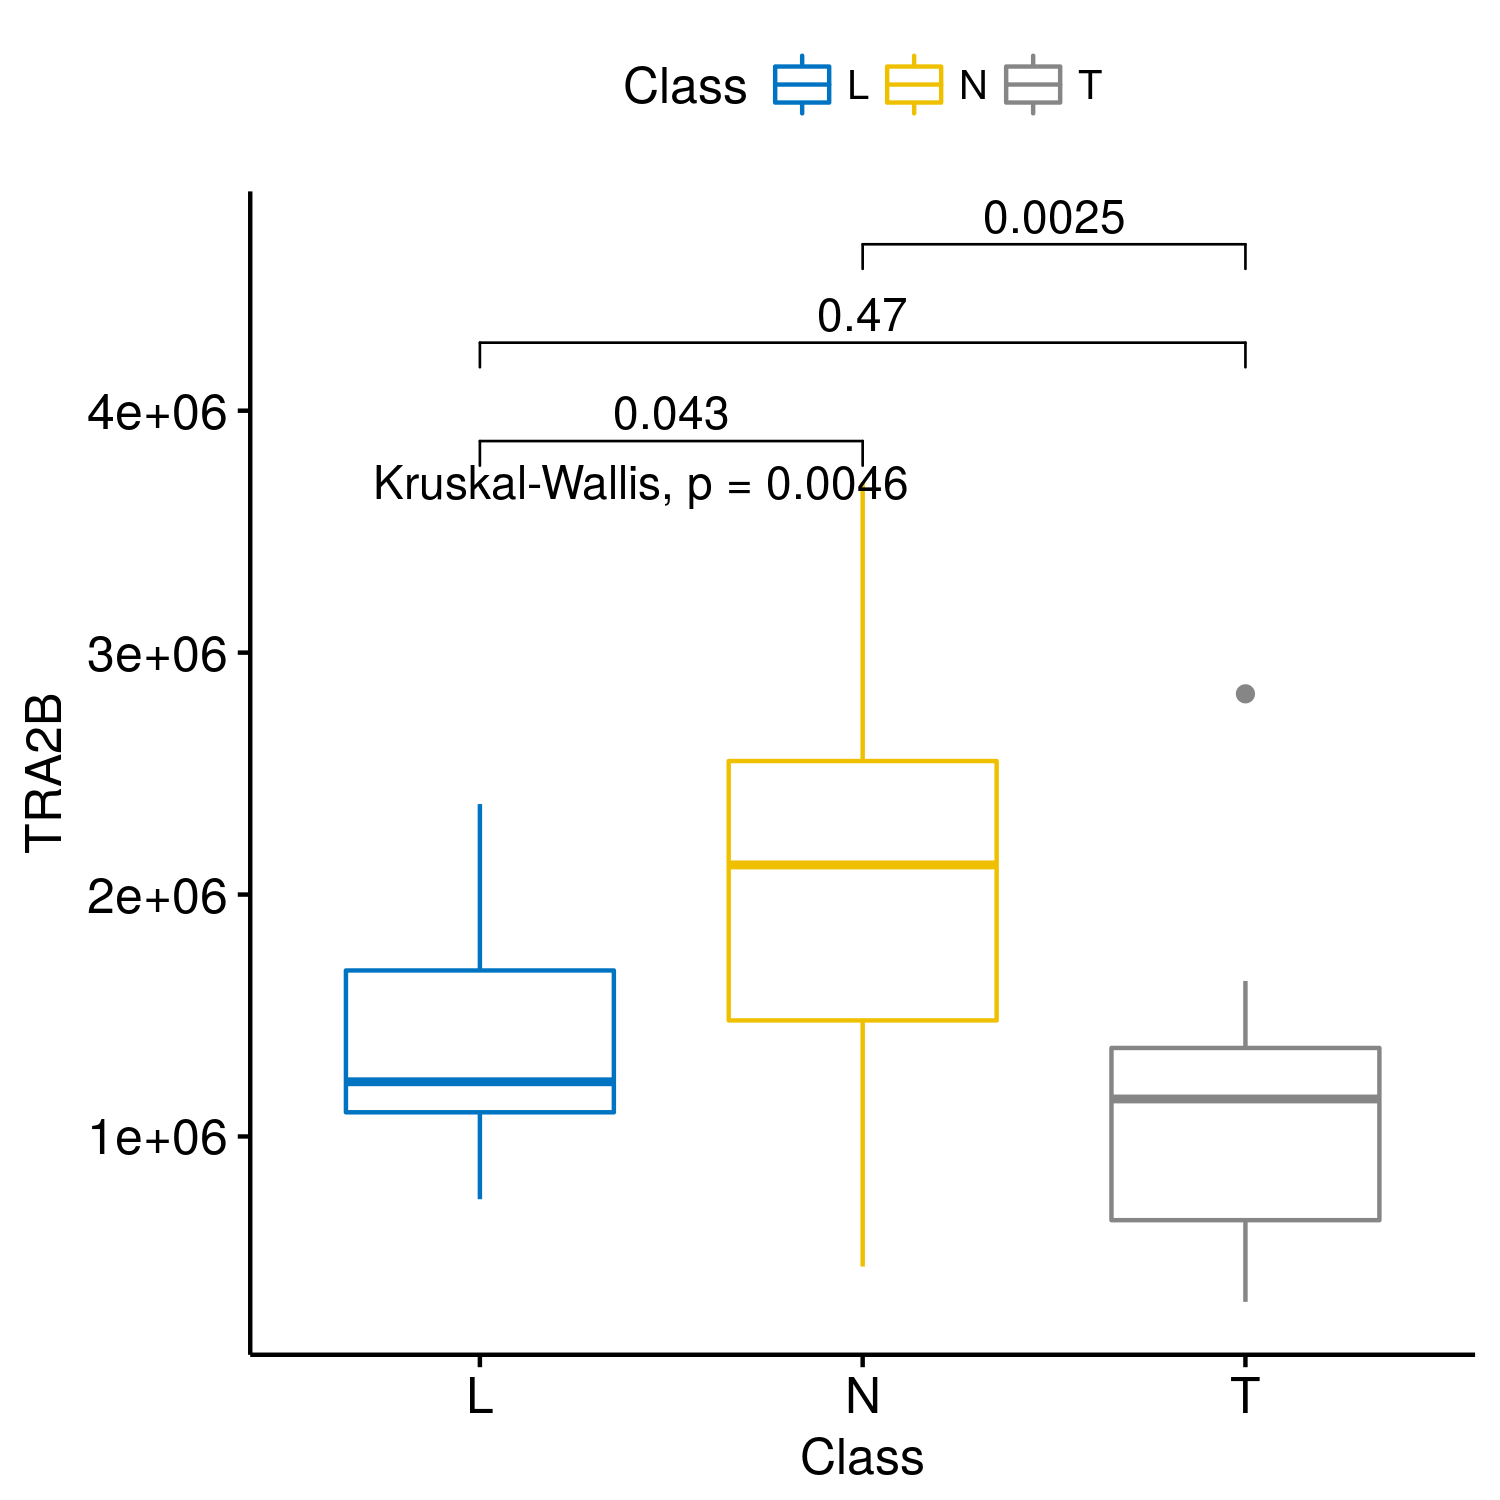 Class L N T
0.0025
0.47
0.043
Kruskal-Wallis, p = 0.0046
4e+06
3e+06
2e+06
1e+06
TRA2B
L N T
Class